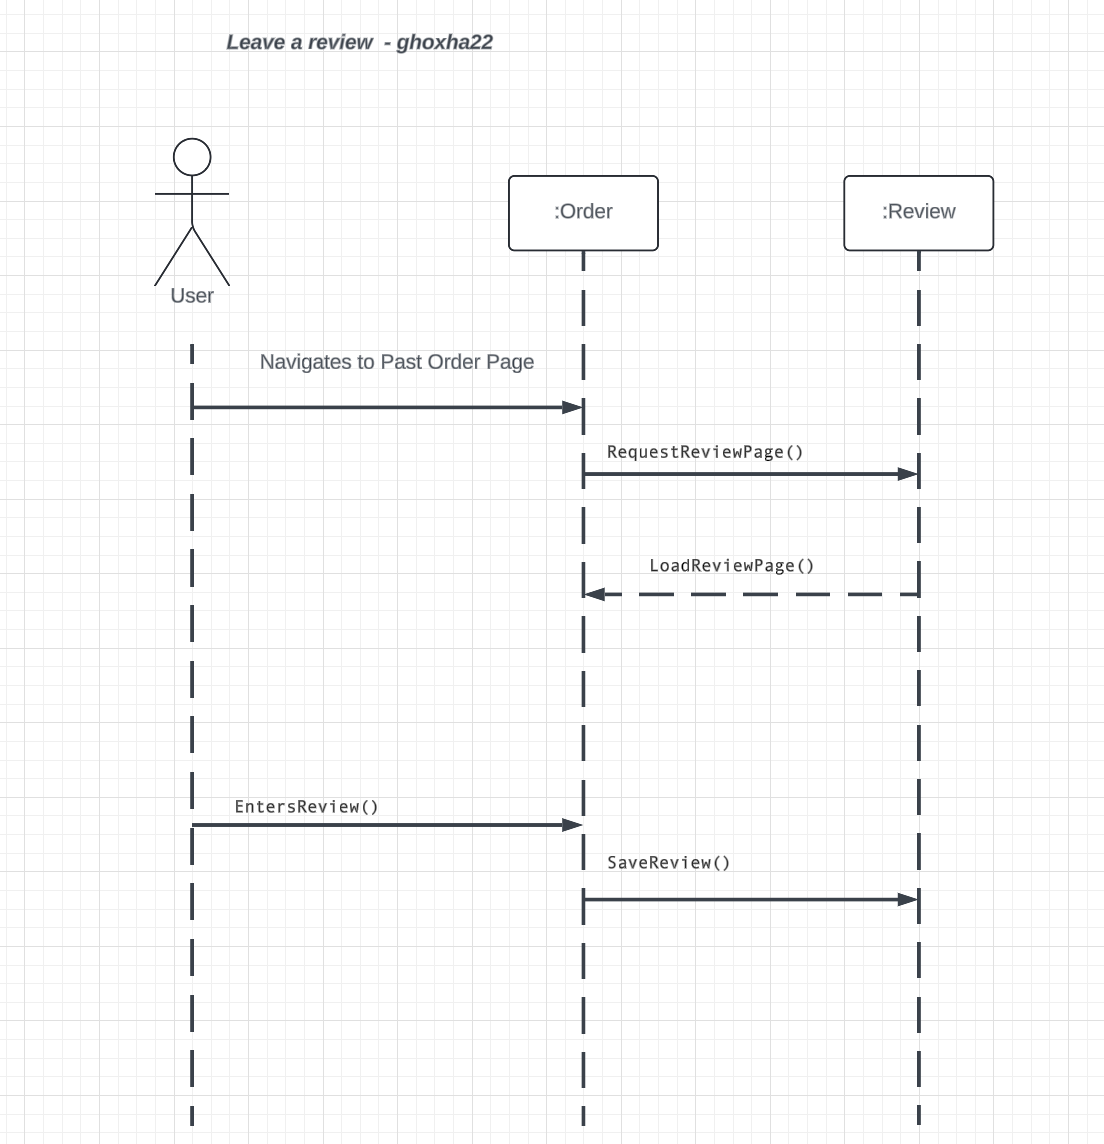 Leave a review  - ghoxha22
:Order
:Review
User
Navigates to Past Order Page
RequestReviewPage()
LoadReviewPage()
EntersReview()
SaveReview()